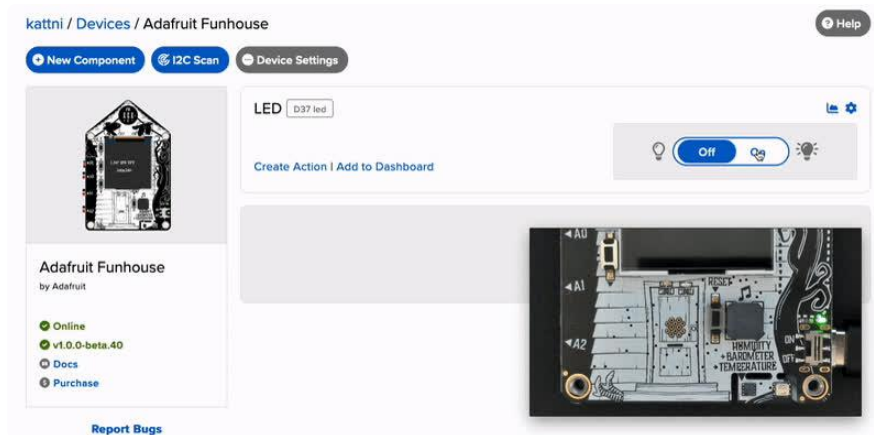 kattni / Devices / Adafruit Funhouse
Help
New Component
I2C Scan
Device Settings
LED
D37 led
Off
On
Create Action | Add to Dashboard
Adafruit Funhouse
by Adafruit
Online
v1.0.0-beta.40
Docs
Purchase
Report Bugs
A0
A1
A2
RESET
ON
OFF
HUMIDITY
+BAROMETER
+TEMPERATURE